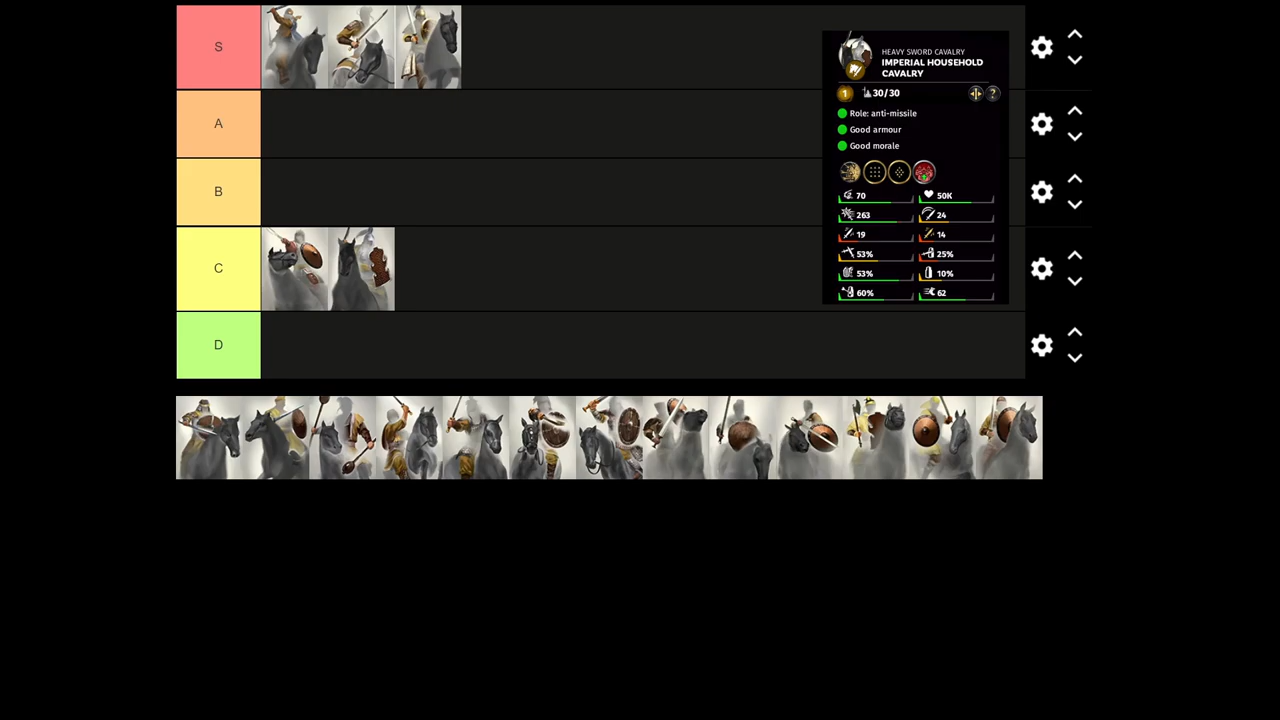 S
A
B
C
D
HEAVY SWORD CAVALRY
IMPERIAL HOUSEHOLD
CAVALRY
1
30/30
?
Role: anti-missile
Good armour
Good morale
70 50K
263 24
19 14
53% 25%
53% 10%
60% 62